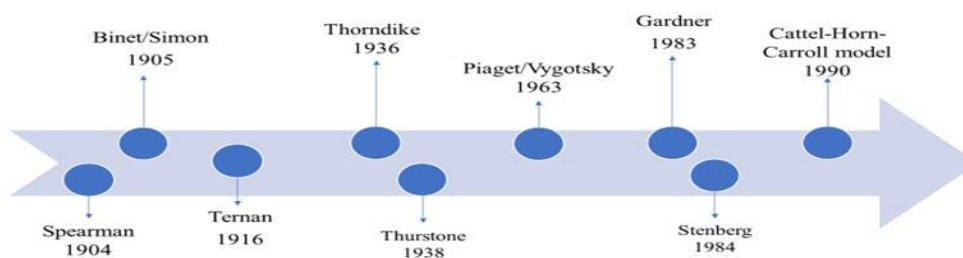 Binet/Simon
1905
Thorndike
1936
Piaget/Vygotsky
1963
Gardner
1983
Cattel-Horn-
Carroll model
1990
Spearman
1904
Ternan
1916
Thurstone
1938
Stenberg
1984